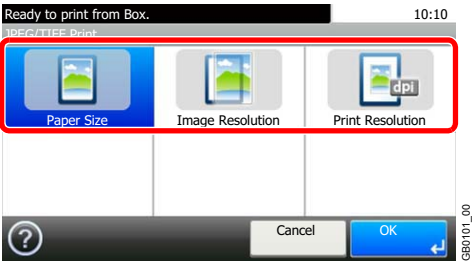 Ready to print from Box. 10:10
JPEG/TIFF Print
dpi
Paper Size Image Resolution Print Resolution
? Cancel OK
GB0101_00